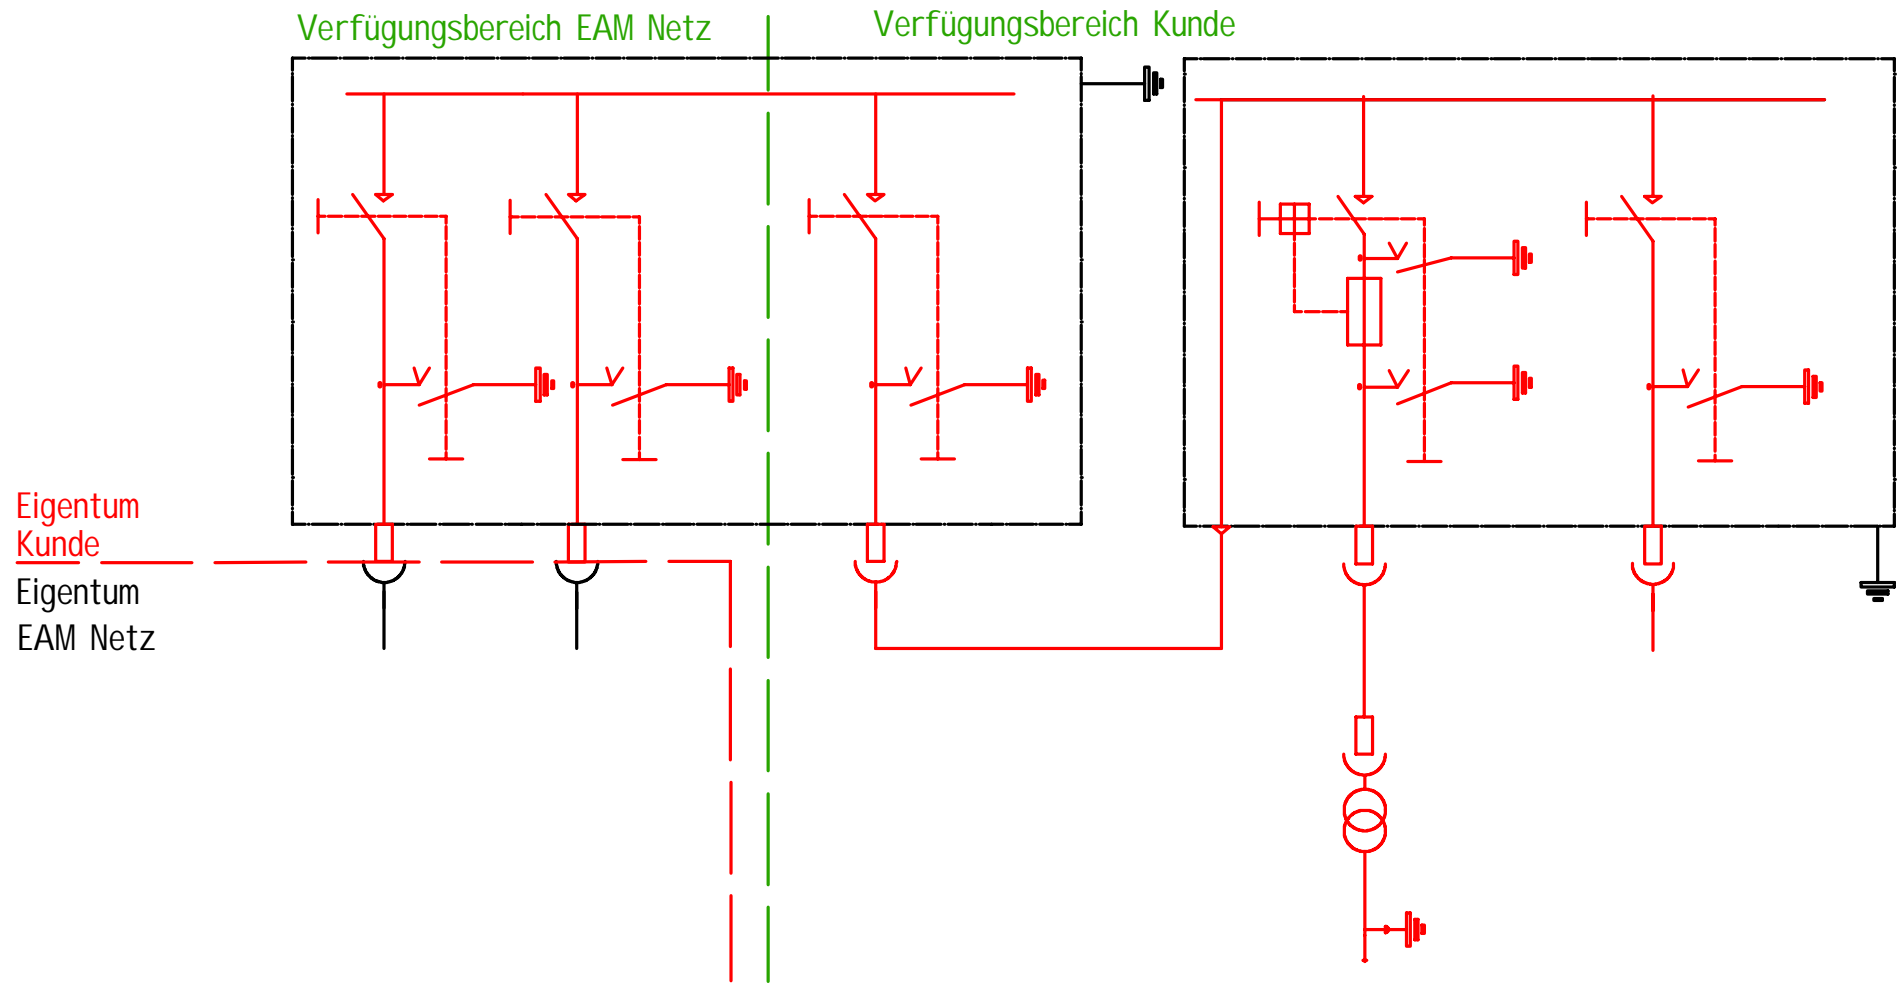 Verfügungsbereich EAM Netz
Verfügungsbereich Kunde
Eigentum
Kunde
Eigentum
EAM Netz